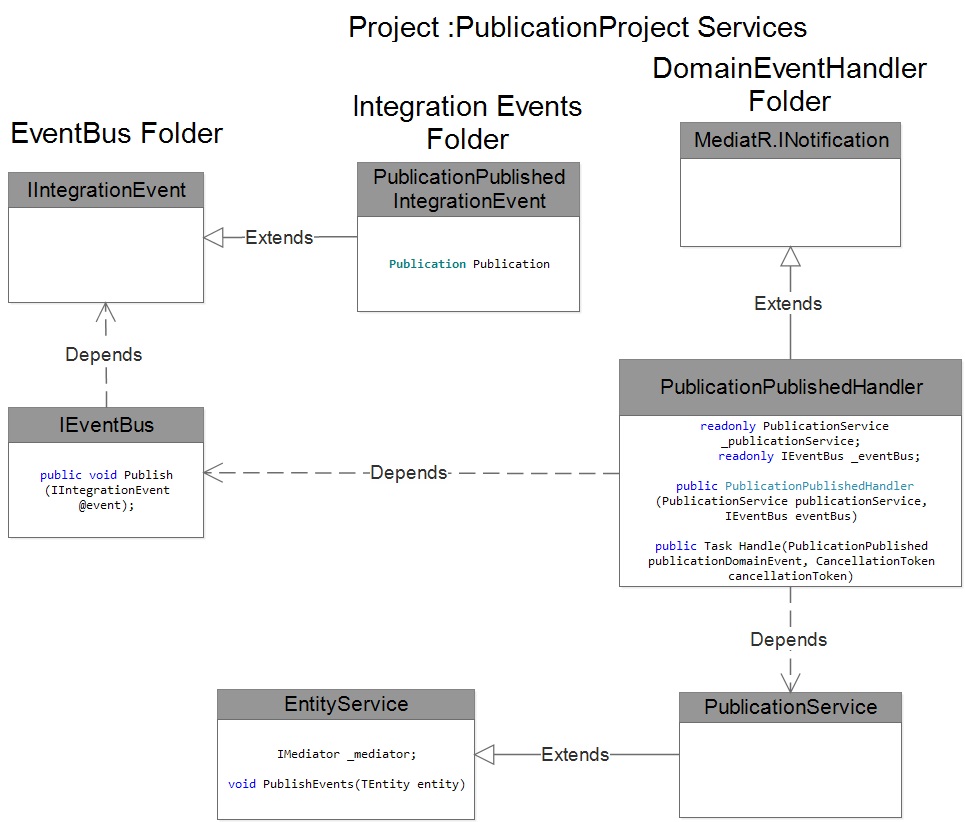 Project :PublicationProject Services
DomainEventHandler
Folder
Integration Events
Folder
EventBus Folder
MediatR.INotification
PublicationPublished
IntegrationEvent
IIntegrationEvent
Extends
Publication Publication
Extends
Depends
PublicationPublishedHandler
IEventBus
readonly PublicationService
_publicationService;
readonly IEventBus _eventBus;
public PublicationPublishedHandler
(PublicationService publicationService,
IEventBus eventBus)
public Task Handle(PublicationPublished
publicationDomainEvent, CancellationToken
cancellationToken)
public void Publish
(IIntegrationEvent
@event);
Depends
Depends
EntityService
PublicationService
IMediator _mediator;
void PublishEvents(TEntity entity)
Extends